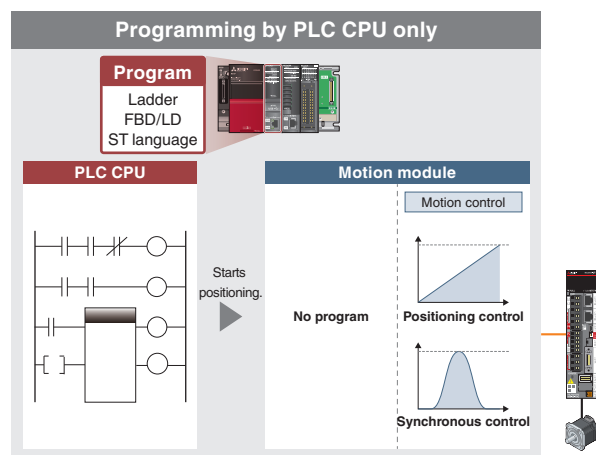 Programming by PLC CPU only
Program
Ladder
FBD/LD
ST language
PLC CPU
Motion module
Motion control
Starts
positioning.
No program
Positioning control
Synchronous control